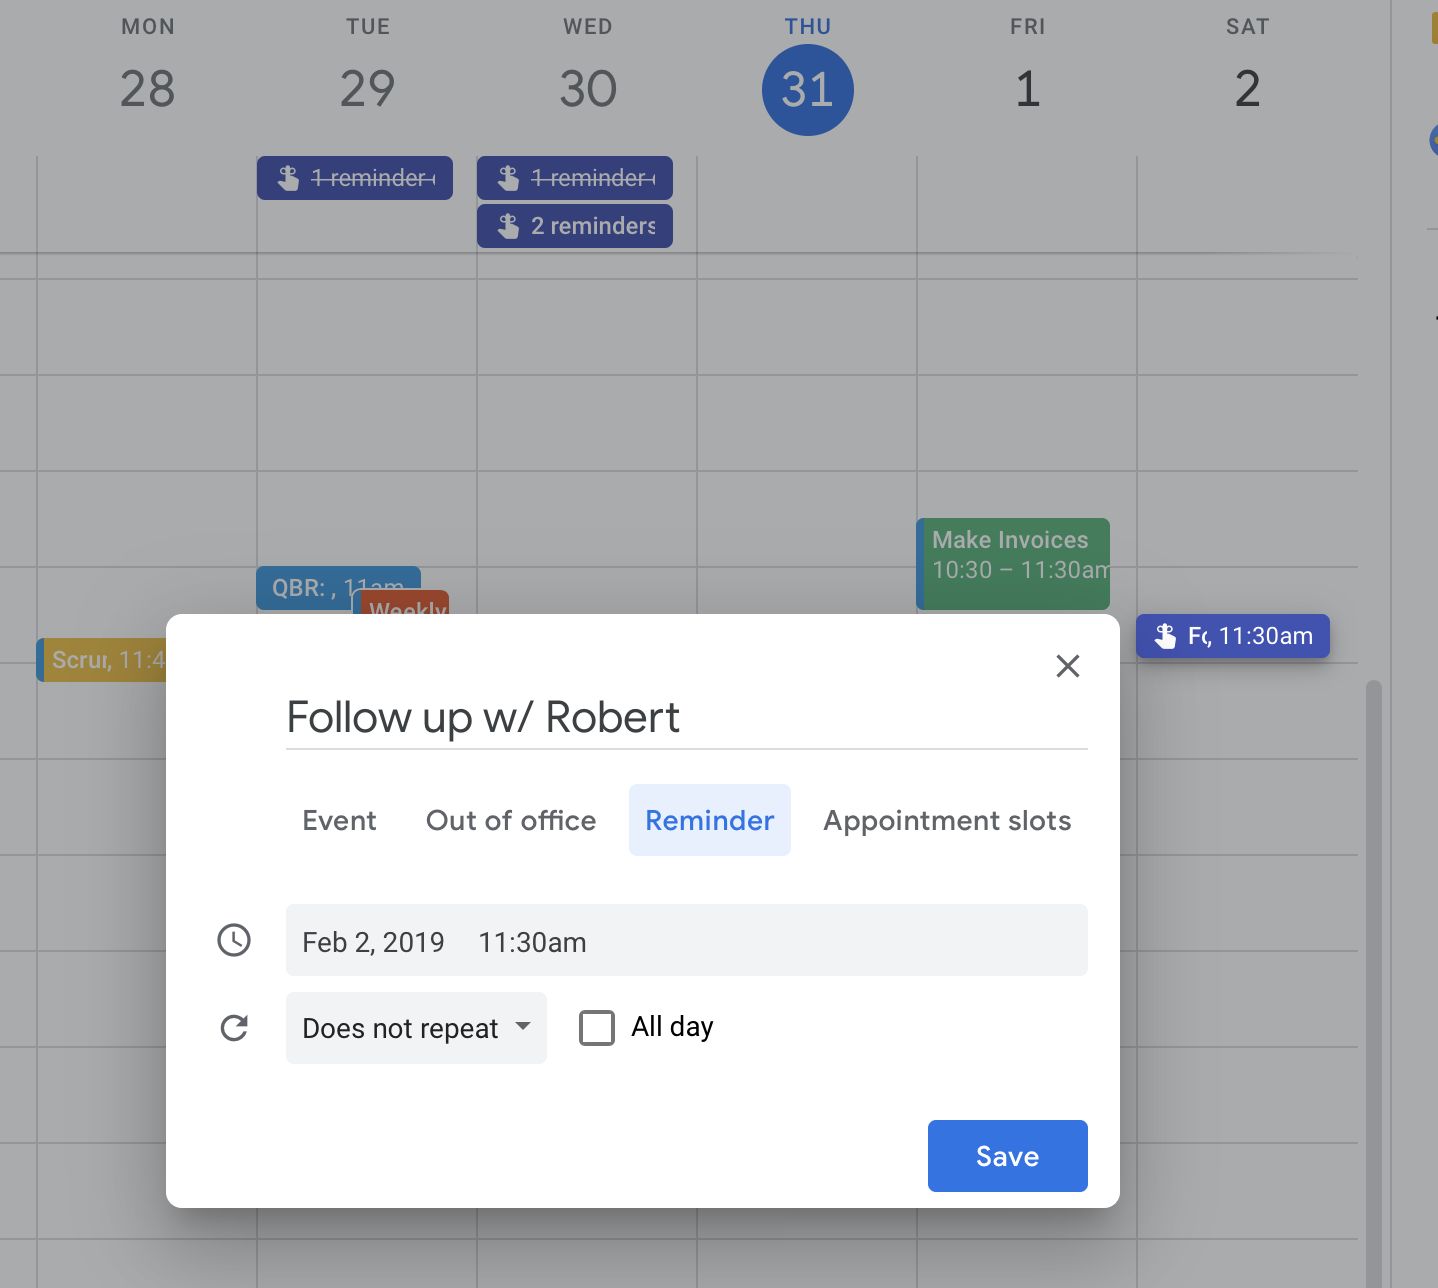 MON TUE WED THU FRI SAT
28 29 30 31 1 2
1 reminder 1 reminder
2 reminders
Make Invoices
10:30 – 11:30am
QBR: , 11am
Weekly
Fo, 11:30am
Scrum, 11:4
Follow up w/ Robert
Event Out of office Reminder Appointment slots
Feb 2, 2019 11:30am
Does not repeat All day
Save